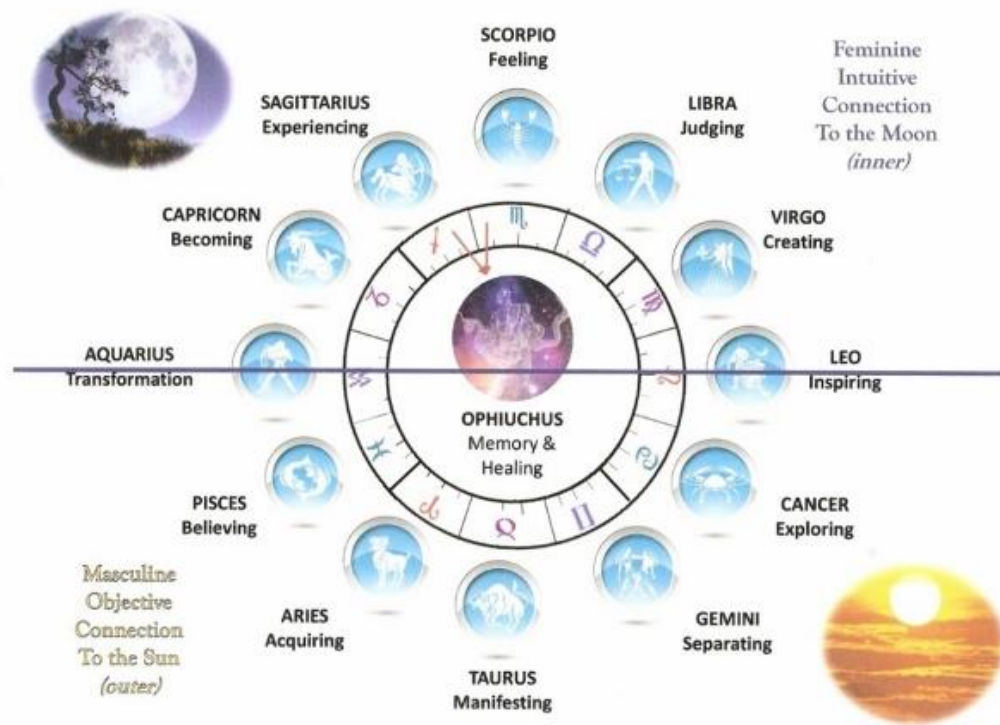 SCORPIO
Feeling
Feminine
Intuitive
Connection
To the Moon
(inner)
SAGITTARIUS
Experiencing
LIBRA
Judging
CAPRICORN
Becoming
VIRGO
Creating
AQUARIUS
Transformation
LEO
Inspiring
OPHIUCHUS
Memory &
Healing
PISCES
Believing
CANCER
Exploring
Masculine
Objective
Connection
To the Sun
(outer)
ARIES
Acquiring
GEMINI
Separating
TAURUS
Manifesting